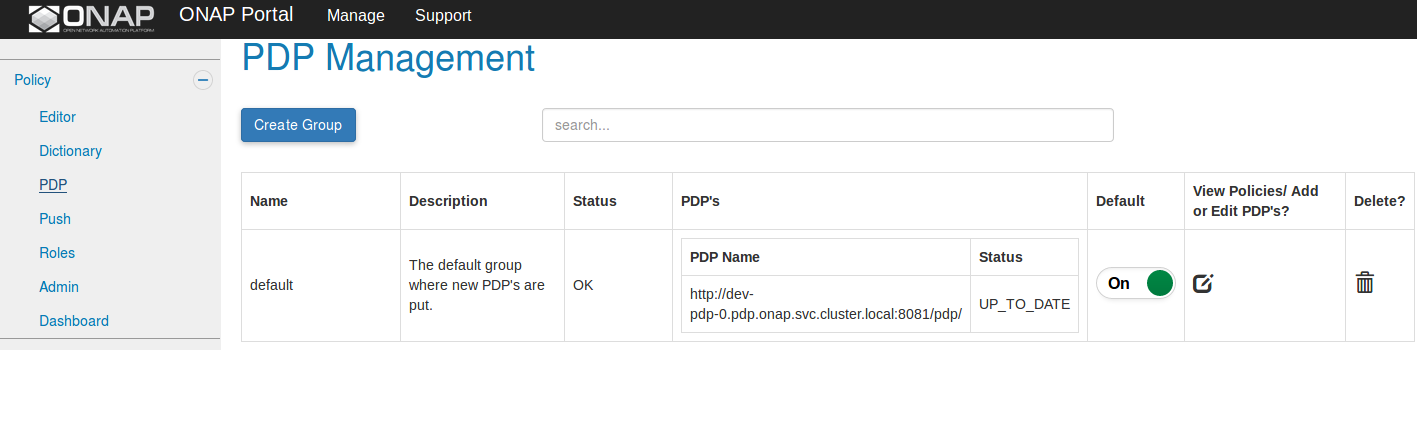 ONAP
OPEN NETWORK AUTOMATION PLATFORM
ONAP Portal
Manage
Support
Policy
Editor
Dictionary
PDP
Push
Roles
Admin
Dashboard
PDP Management
Create Group
search...
Name
Description
Status
PDP's
Default
View Policies/ Add
or Edit PDP's?
Delete?
default
The default group
where new PDP's are
put.
OK
PDP Name
Status
http://dev-
pdp-0.pdp.onap.svc.cluster.local:8081/pdp/
UP_TO_DATE
On